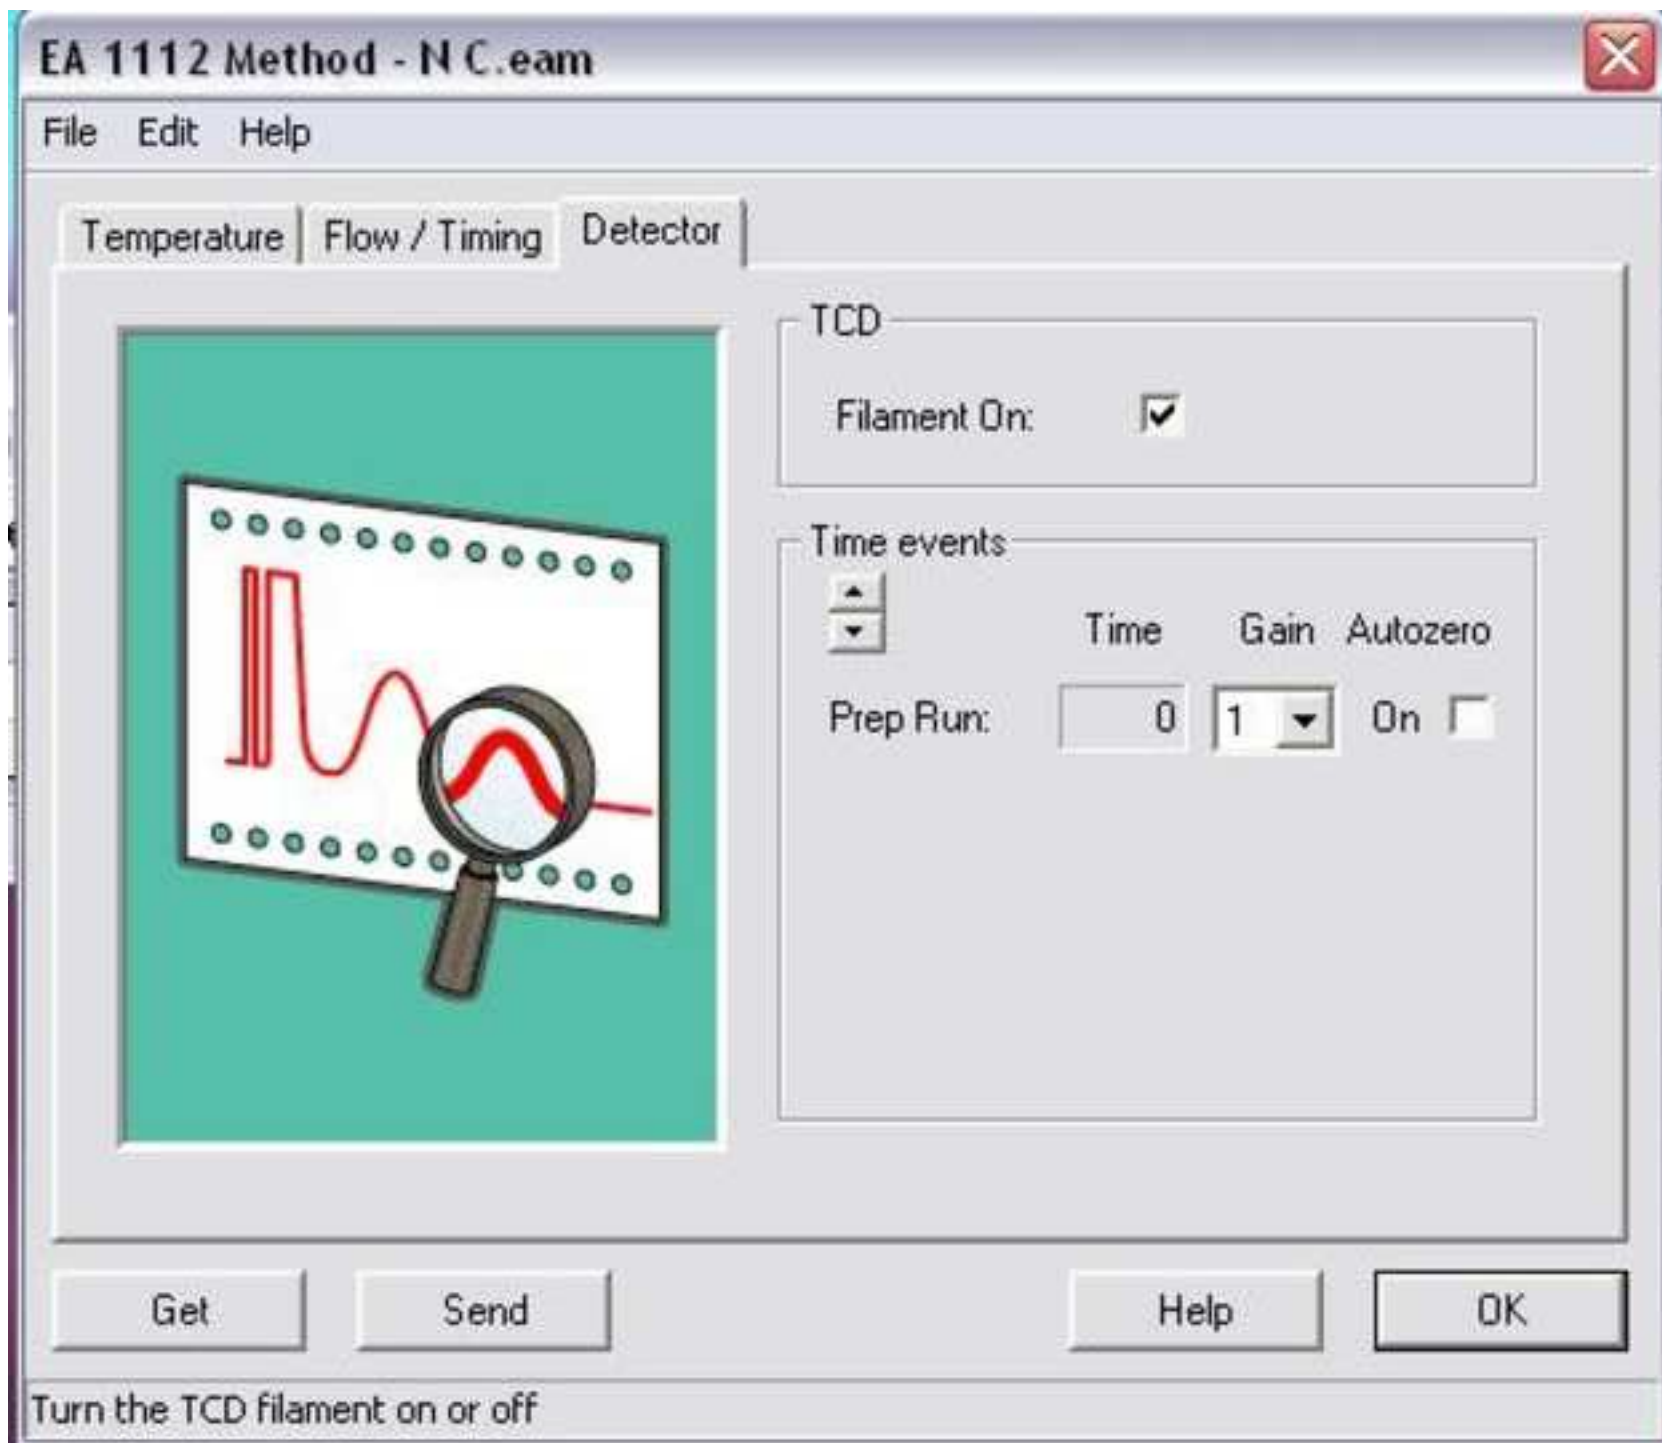 EA 1112 Method - N C.eam
File Edit Help
Temperature Flow / Timing Detector
TCD
Filament On:
Time events
Time Gain Autozero
Prep Run: 0 1 On
Get Send Help OK
Turn the TCD filament on or off